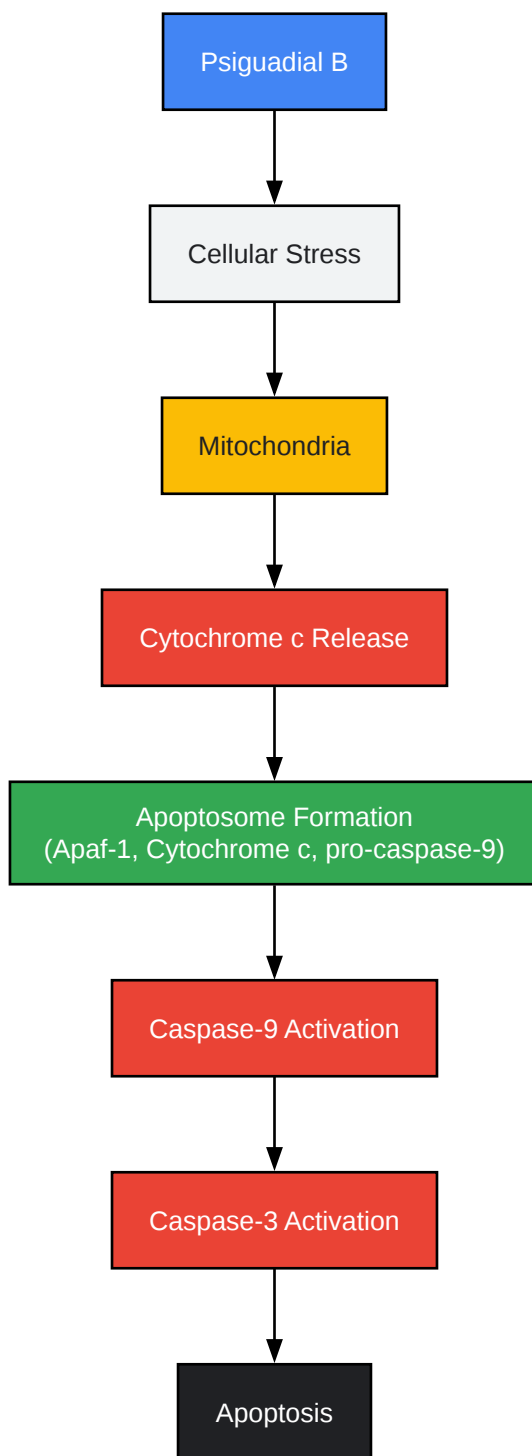 Psiguadial B
Cellular Stress
Mitochondria
Cytochrome c Release
Apoptosome Formation
(Apaf-1, Cytochrome c, pro-caspase-9)
Caspase-9 Activation
Caspase-3 Activation
Apoptosis